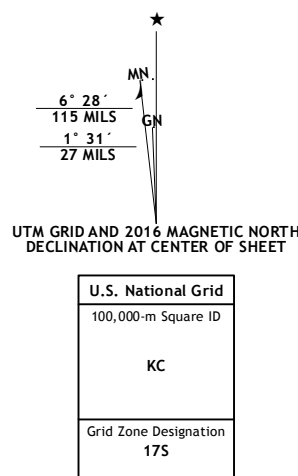 ★
MN
6° 28´
115 MILS
GN
1° 31´
27 MILS
UTM GRID AND 2016 MAGNETIC NORTH
DECLINATION AT CENTER OF SHEET
U.S. National Grid
100,000-m Square ID
KC
Grid Zone Designation
17S